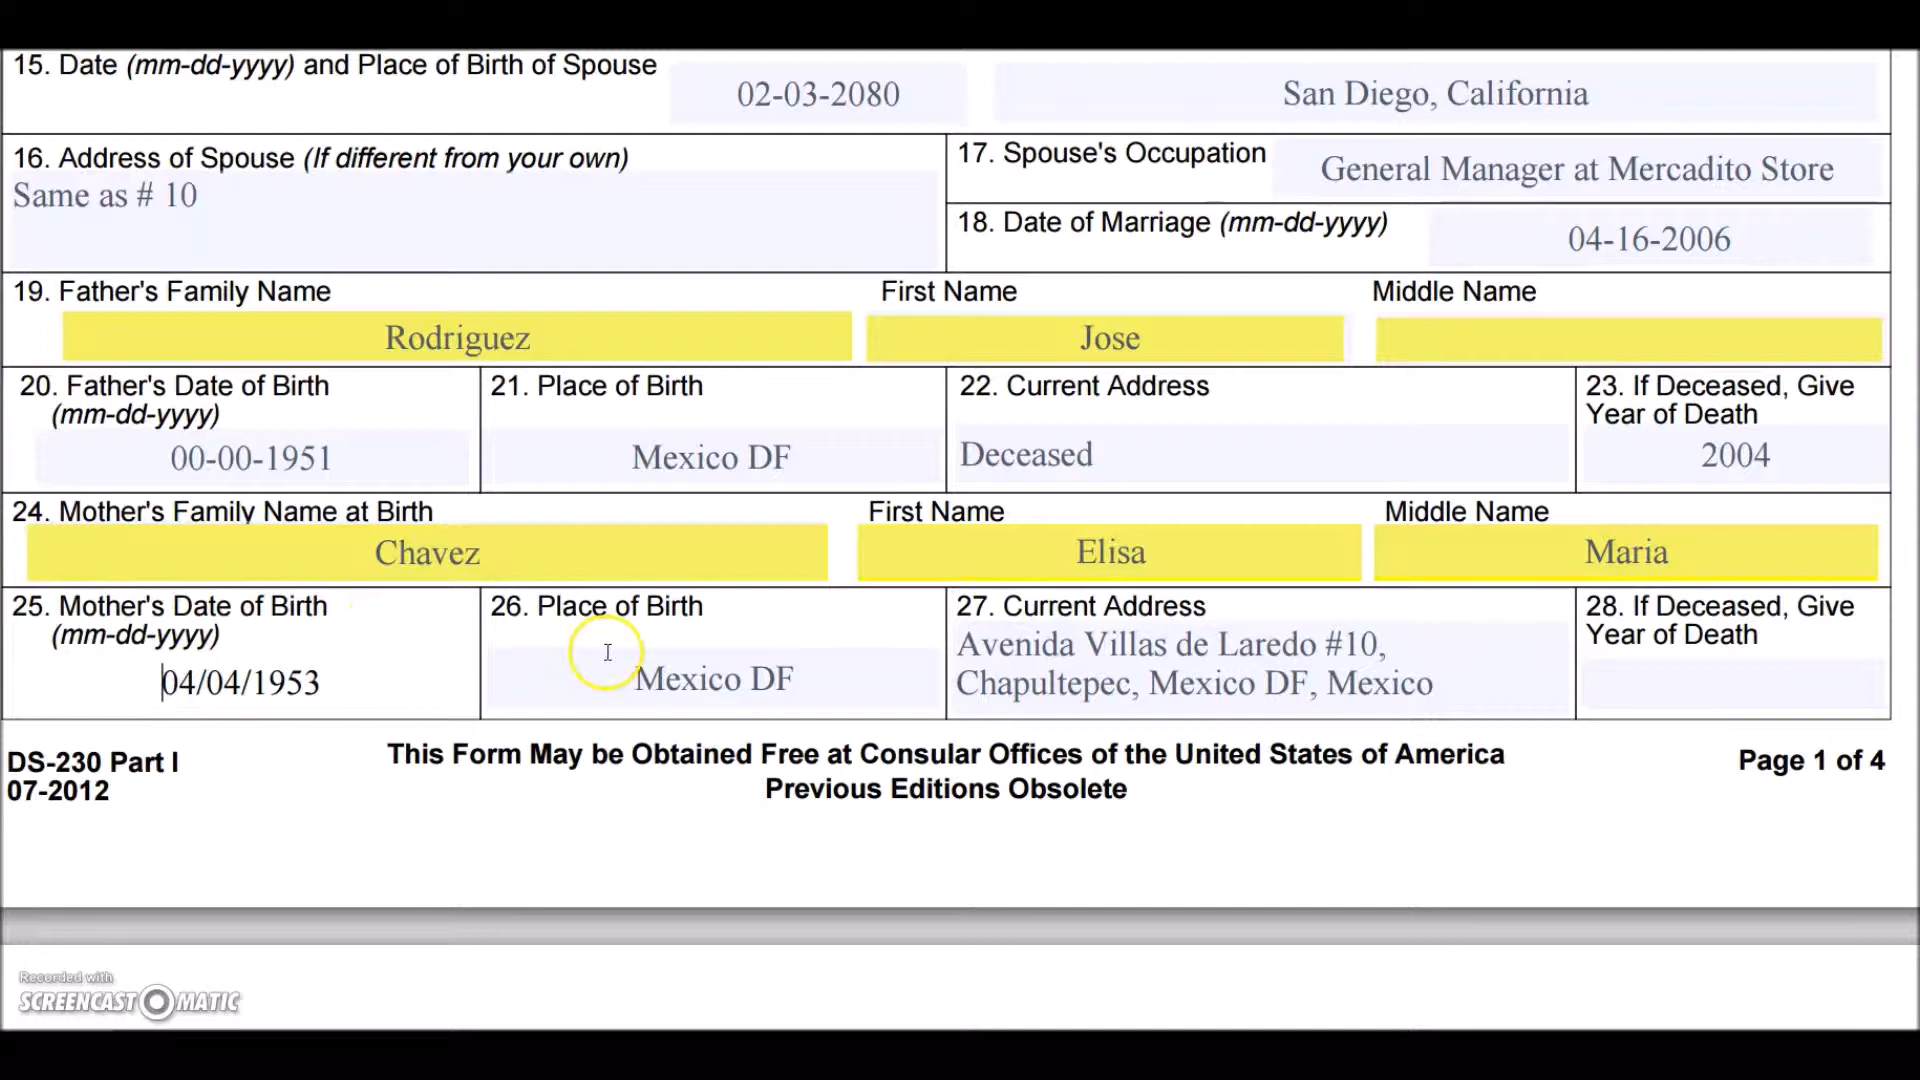 15. Date (mm-dd-yyyy) and Place of Birth of Spouse
02-03-2080
San Diego, California
16. Address of Spouse (If different from your own)
Same as # 10
17. Spouse's Occupation
General Manager at Mercadito Store
18. Date of Marriage (mm-dd-yyyy)
04-16-2006
19. Father's Family Name
First Name
Middle Name
Rodriguez
Jose
20. Father's Date of Birth
(mm-dd-yyyy)
00-00-1951
21. Place of Birth
Mexico DF
22. Current Address
Deceased
23. If Deceased, Give
Year of Death
2004
24. Mother's Family Name at Birth
First Name
Middle Name
Chavez
Elisa
Maria
25. Mother's Date of Birth
(mm-dd-yyyy)
04/04/1953
26. Place of Birth
Mexico DF
27. Current Address
Avenida Villas de Laredo #10,
Chapultepec, Mexico DF, Mexico
28. If Deceased, Give
Year of Death
DS-230 Part I
07-2012
This Form May be Obtained Free at Consular Offices of the United States of America
Previous Editions Obsolete
Page 1 of 4
Recorded with
SCREENCAST MATIC